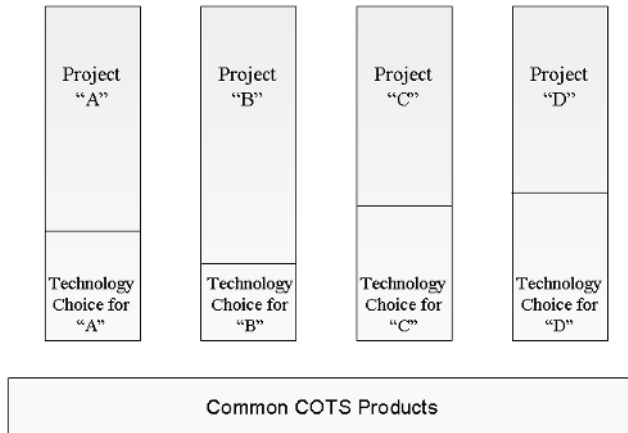 Project
“A”
Project
“B”
Project
“C”
Project
“D”
Technology
Choice for
“A”
Technology
Choice for
“B”
Technology
Choice for
“C”
Technology
Choice for
“D”
Common COTS Products